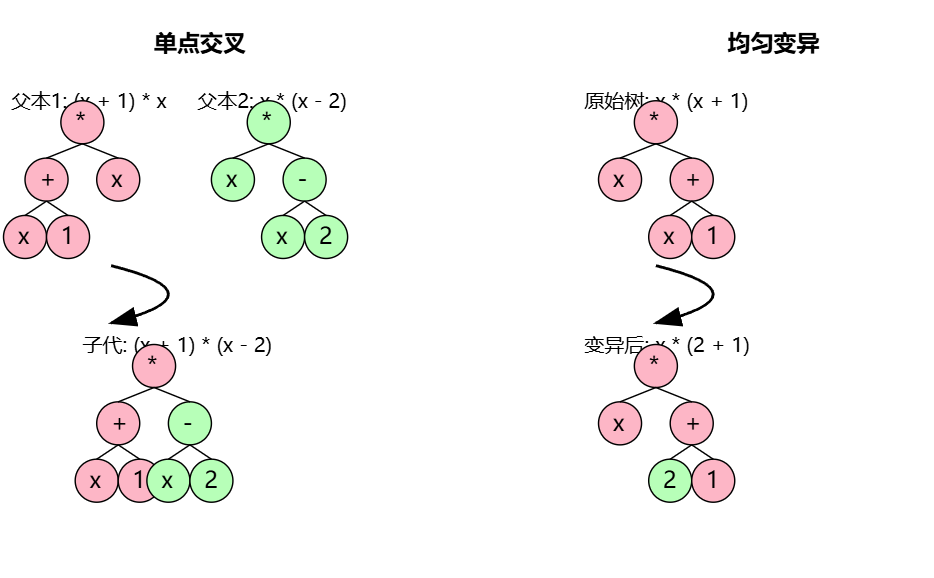 单点交叉
父本1: (x + 1) * x
*
+
x
x
1
父本2: x * (x - 2)
*
x
-
x
2
子代: (x + 1) * (x - 2)
*
+
-
x
1
x
2
均匀变异
原始树: x * (x + 1)
*
x
+
x
1
变异后: x * (2 + 1)
*
x
+
2
1